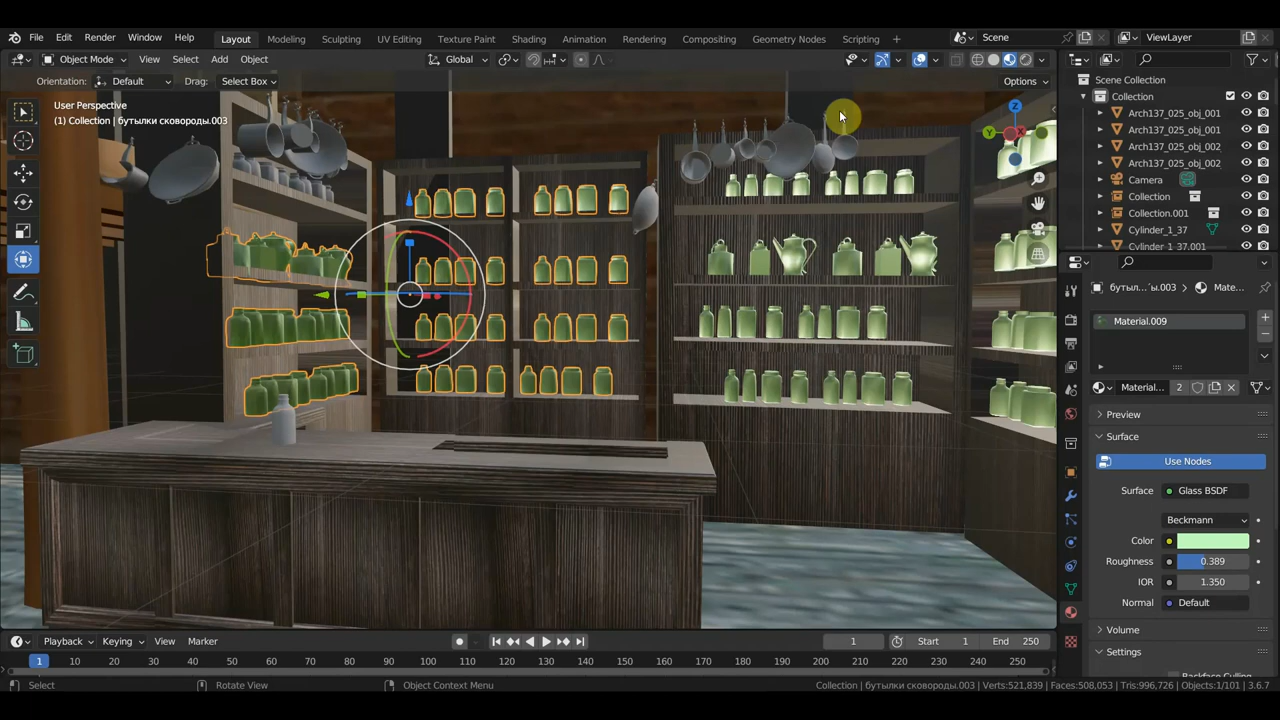 File Edit Render Window Help Layout Modeling Sculpting UV Editing Texture Paint Shading Animation Rendering Compositing Geometry Nodes Scripting Scene ViewLayer
Object Mode View Select Add Object Global
Orientation: Default Drag: Select Box Options
User Perspective
(1) Collection | бутылки сковороды.003
Z
Y
X
Scene Collection
Collection
Arch137_025_obj_001
Arch137_025_obj_001
Arch137_025_obj_002
Arch137_025_obj_002
Camera
Collection
Collection.001
Cylinder_1_37
Cylinder_1_37.001
бутыл...ы.003 Mate...
Material.009
Material... 2
Preview
Surface
Use Nodes
Surface Glass BSDF
Beckmann
Color
Roughness 0.389
IOR 1.350
Normal Default
Volume
Settings
Backface Culling
Playback Keying View Marker 1 Start 1 End 250
1 10 20 30 40 50 60 70 80 90 100 110 120 130 140 150 160 170 180 190 200 210 220 230 240 250
Select Rotate View Object Context Menu Collection | бутылки сковороды.003 | Verts:521,839 | Faces:508,053 | Tris:996,726 | Objects:1/101 | 3.6.7